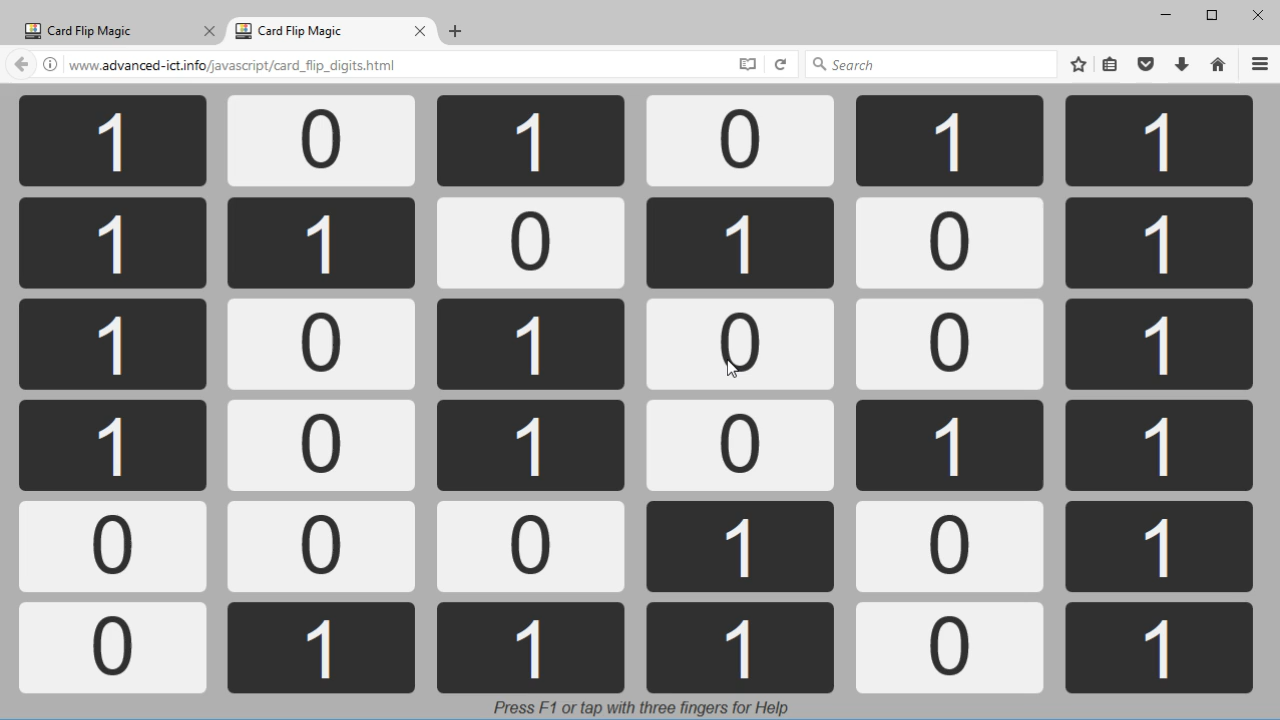 Card Flip Magic
Card Flip Magic
www.advanced-ict.info/javascript/card_flip_digits.html
Search
1 0 1 0 1 1
1 1 0 1 0 1
1 0 1 0 0 1
1 0 1 0 1 1
0 0 0 1 0 1
0 1 1 1 0 1
Press F1 or tap with three fingers for Help